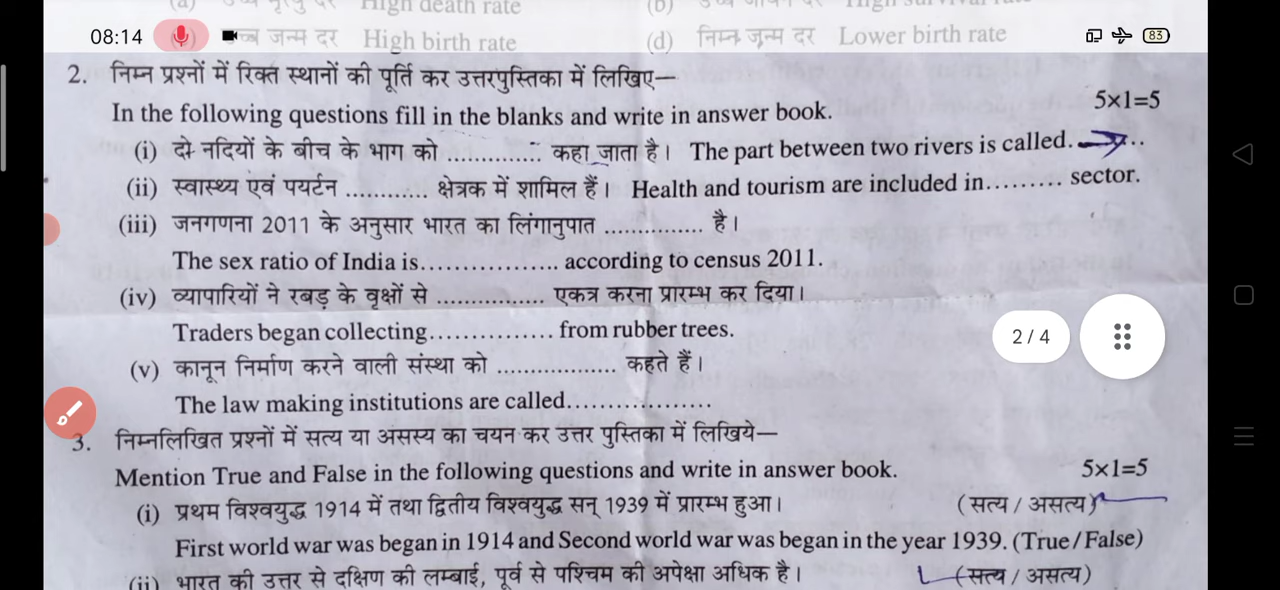 (a) High death rate (b)
08:14 83
उच्च जन्म दर High birth rate (d) निम्न जन्म दर Lower birth rate
2. निम्न प्रश्नों में रिक्त स्थानों की पूर्ति कर उत्तरपुस्तिका में लिखिए—
In the following questions fill in the blanks and write in answer book. 5×1=5
(i) दो नदियों के बीच के भाग को ............. कहा जाता है। The part between two rivers is called...
(ii) स्वास्थ्य एवं पयर्टन ........... क्षेत्रक में शामिल हैं। Health and tourism are included in......... sector.
(iii) जनगणना 2011 के अनुसार भारत का लिंगानुपात .............. है।
The sex ratio of India is.................. according to census 2011.
(iv) व्यापारियों ने रबड़ के वृक्षों से ............... एकत्र करना प्रारम्भ कर दिया।
Traders began collecting.................. from rubber trees.
2 / 4
(v) कानून निर्माण करने वाली संस्था को ................. कहते हैं।
The law making institutions are called....................
3. निम्नलिखित प्रश्नों में सत्य या अंसस्य का चयन कर उत्तर पुस्तिका में लिखिये—
Mention True and False in the following questions and write in answer book. 5×1=5
(i) प्रथम विश्वयुद्ध 1914 में तथा द्वितीय विश्वयुद्ध सन् 1939 में प्रारम्भ हुआ। (सत्य / असत्य)
First world war was began in 1914 and Second world war was began in the year 1939. (True/False)
(ii) भारत की उत्तर से दक्षिण की लम्बाई, पूर्व से पश्चिम की अपेक्षा अधिक है। (सत्य / असत्य)